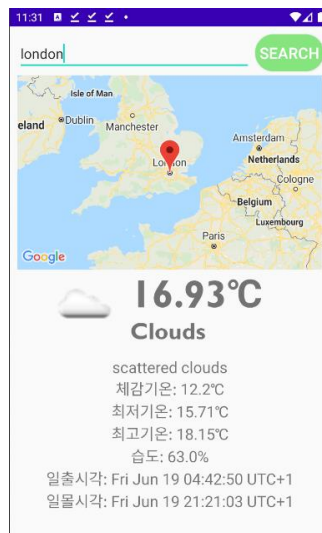 11:31
london
SEARCH
Isle of Man
eland
Dublin
Manchester
Amsterdam
London
Netherlands
Cologne
Belgium
Luxembourg
Paris
Google
16.93℃
Clouds
scattered clouds
체감기온: 12.2℃
최저기온: 15.71℃
최고기온: 18.15℃
습도: 63.0%
일출시각: Fri Jun 19 04:42:50 UTC+1
일몰시각: Fri Jun 19 21:21:03 UTC+1